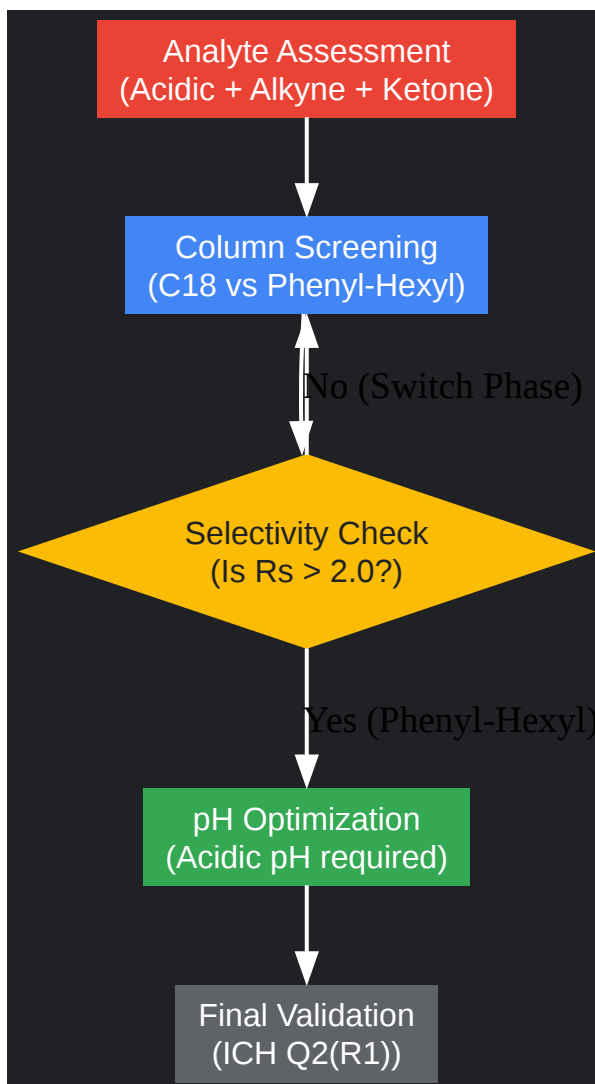 Analyte Assessment
(Acidic + Alkyne + Ketone)
Column Screening
(C18 vs Phenyl-Hexyl)
No (Switch Phase)
Selectivity Check
(Is Rs > 2.0?)
Yes (Phenyl-Hexyl)
pH Optimization
(Acidic pH required)
Final Validation
(ICH Q2(R1))